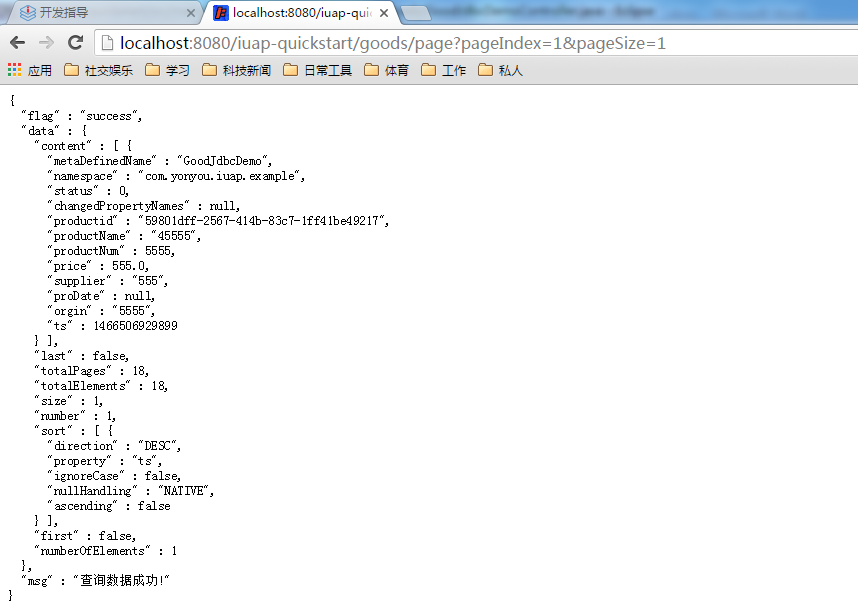 开发指导
localhost:8080/iuap-quic
localhost:8080/iuap-quickstart/goods/page?pageIndex=1&pageSize=1
应用 社交娱乐 学习 科技新闻 日常工具 体育 工作 私人
{
"flag" : "success",
"data" : {
"content" : [ {
"metaDefinedName" : "GoodJdbcDemo",
"namespace" : "com.yonyou.iuap.example",
"status" : 0,
"changedPropertyNames" : null,
"productid" : "59801dff-2567-414b-83c7-1ff41be49217",
"productName" : "45555",
"productNum" : 5555,
"price" : 555.0,
"supplier" : "555",
"proDate" : null,
"orgin" : "5555",
"ts" : 1466506929899
} ],
"last" : false,
"totalPages" : 18,
"totalElements" : 18,
"size" : 1,
"number" : 1,
"sort" : [ {
"direction" : "DESC",
"property" : "ts",
"ignoreCase" : false,
"nullHandling" : "NATIVE",
"ascending" : false
} ],
"first" : false,
"numberOfElements" : 1
},
"msg" : "查询数据成功!"
}